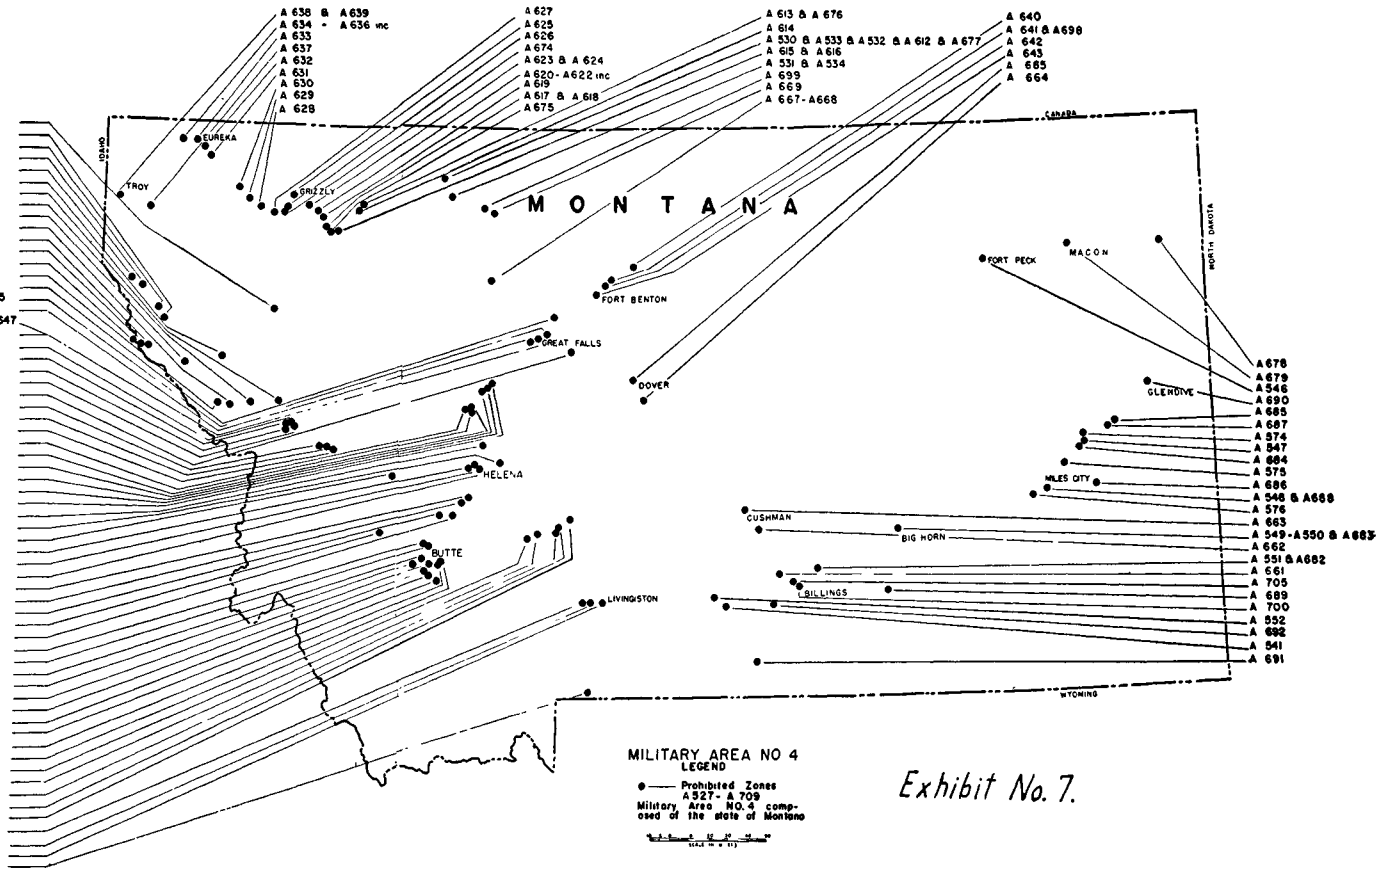 A 638 & A 639
A 634 - A 636 inc
A 633
A 637
A 632
A 631
A 630
A 629
A 628
A 627
A 625
A 626
A 674
A 623 & A 624
A 620 - A 622 inc
A 619
A 617 & A 618
A 675
A 613 & A 676
A 614
A 530 & A 533 & A 532 & A 612 & A 677
A 615 & A 616
A 531 & A 534
A 699
A 669
A 667 - A 668
A 640
A 641 & A 698
A 642
A 643
A 665
A 664
CANADA
IDAHO
EUREKA
TROY
GRIZZLY
MONTANA
NORTH DAKOTA
FORT PECK
MACON
FORT BENTON
647
GREAT FALLS
DOVER
GLENDIVE
A 678
A 679
A 546
A 690
A 685
A 687
A 574
A 547
A 684
A 575
A 686
A 548 & A 688
A 576
A 663
A 549 - A 550 & A 683
A 662
A 551 & A 682
A 661
A 705
A 689
A 700
A 552
A 692
A 541
A 691
HELENA
MILES CITY
CUSHMAN
BIG HORN
BUTTE
BILLINGS
LIVINGISTON
WYOMING
MILITARY AREA NO 4
LEGEND
Prohibited Zones
A 527 - A 709
Military Area NO. 4 comp-
osed of the state of Montana
Exhibit No. 7.